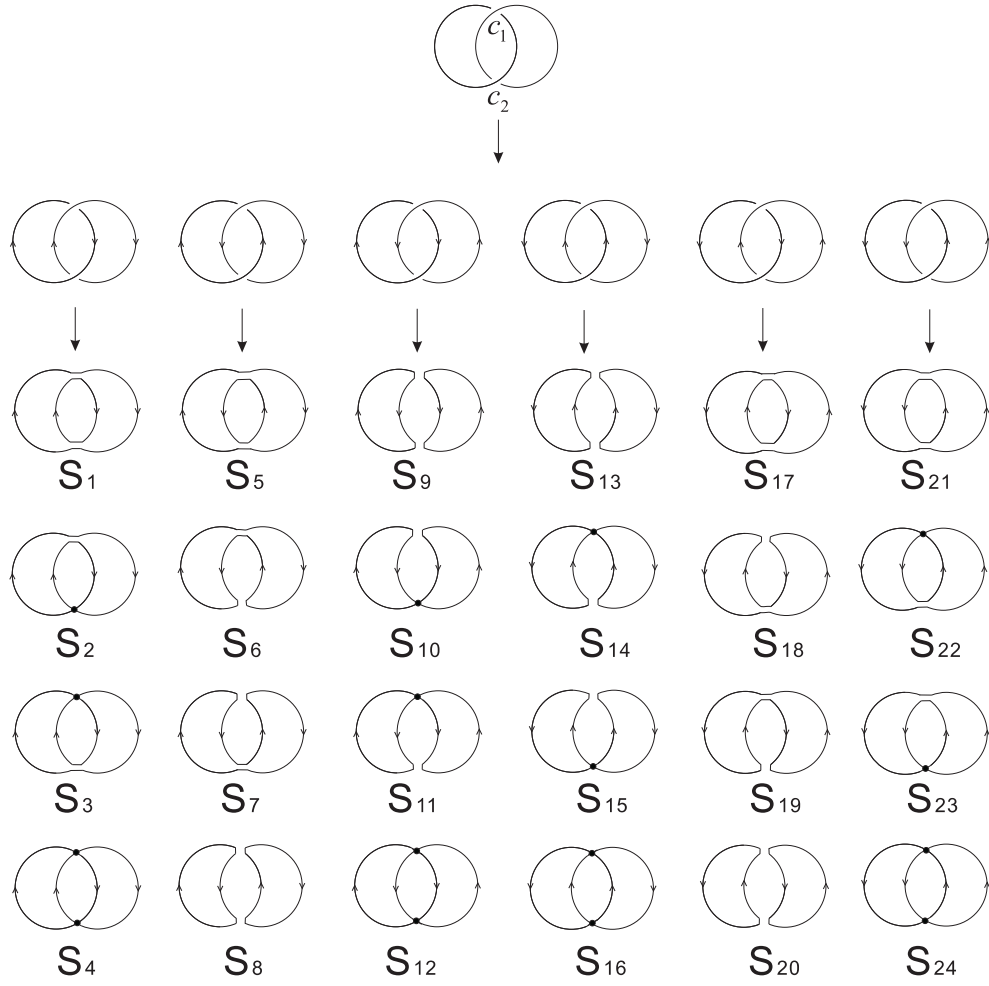 c₁
c₂
S₁ S₅ S₉ S₁₃ S₁₇ S₂₁
S₂ S₆ S₁₀ S₁₄ S₁₈ S₂₂
S₃ S₇ S₁₁ S₁₅ S₁₉ S₂₃
S₄ S₈ S₁₂ S₁₆ S₂₀ S₂₄